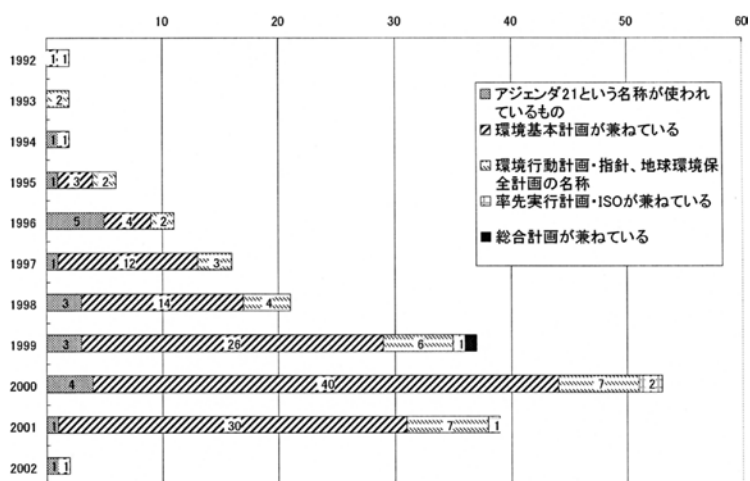 10 20 30 40 50 60
1992 1 1
1993 2
1994 1 1
1995 1 3 2
1996 5 4 2
1997 1 12 3
1998 3 14 4
1999 3 26 6 1
2000 4 40 7 2
2001 1 30 7 1
2002 1 1
アジェンダ21という名称が使われ
ているもの
環境基本計画が兼ねている
環境行動計画・指針、地球環境保
全計画の名称
率先実行計画・ISOが兼ねている
総合計画が兼ねている